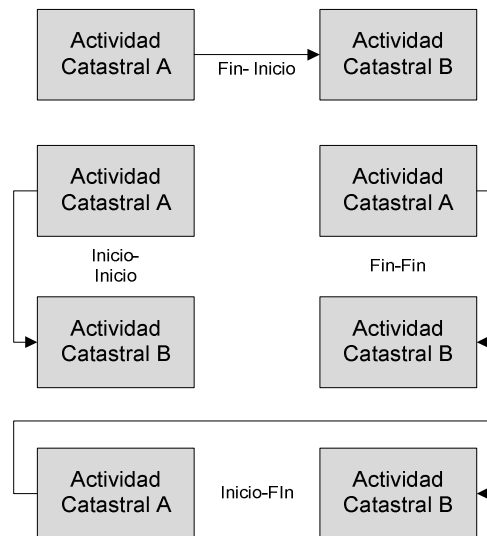 Actividad
Catastral A
Fin- Inicio
Actividad
Catastral B
Actividad
Catastral A
Inicio-
Inicio
Actividad
Catastral B
Actividad
Catastral A
Fin-Fin
Actividad
Catastral B
Actividad
Catastral A
Inicio-FIn
Actividad
Catastral B